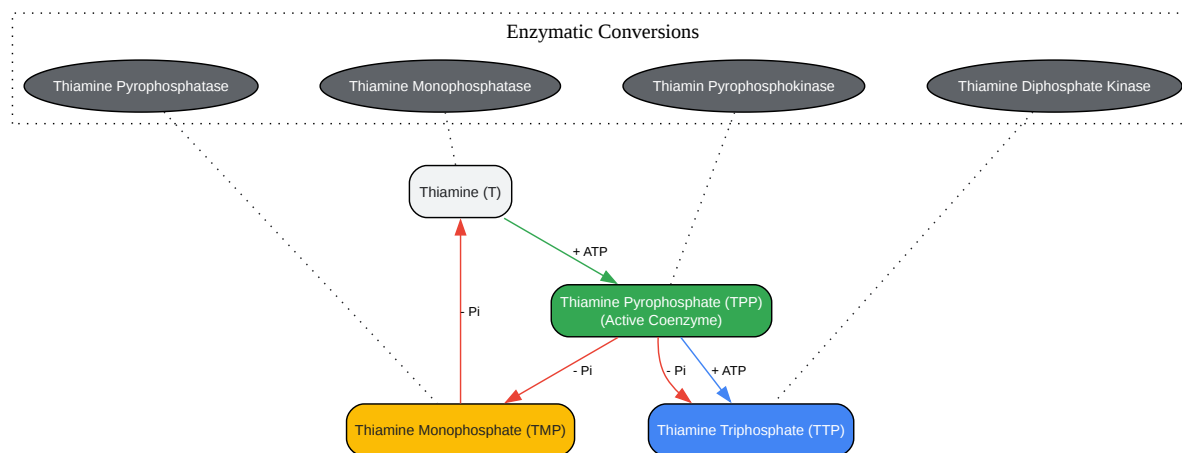 Enzymatic Conversions
Thiamine Pyrophosphatase
Thiamine Monophosphatase
Thiamin Pyrophosphokinase
Thiamine Diphosphate Kinase
Thiamine (T)
+ ATP
Thiamine Pyrophosphate (TPP)
(Active Coenzyme)
- Pi
- Pi
- Pi
+ ATP
Thiamine Monophosphate (TMP)
Thiamine Triphosphate (TTP)